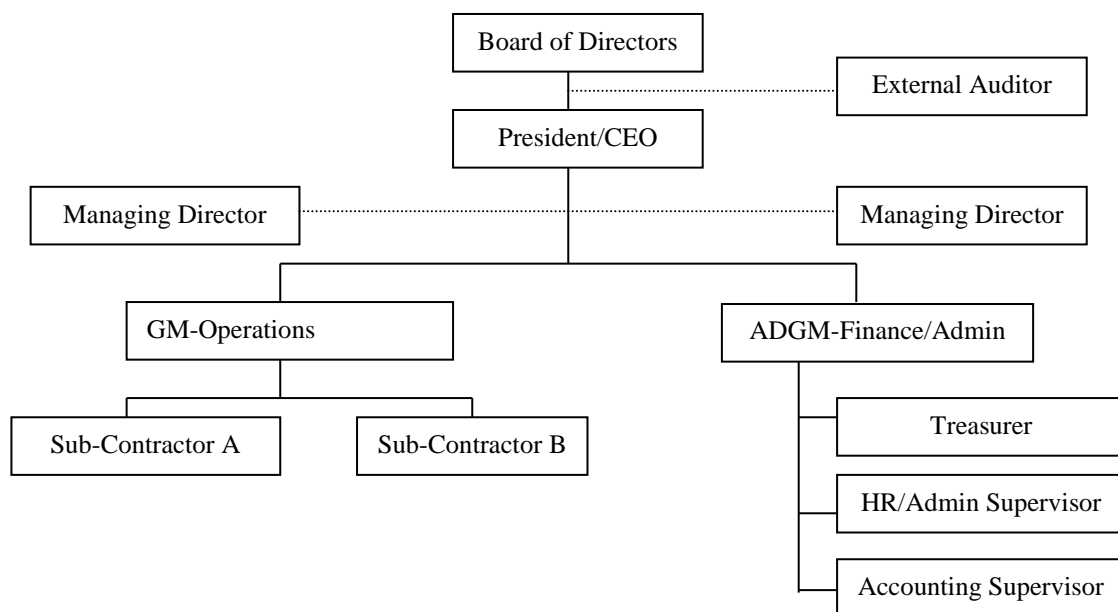 Board of Directors
External Auditor
President/CEO
Managing Director
Managing Director
GM-Operations
ADGM-Finance/Admin
Sub-Contractor A
Sub-Contractor B
Treasurer
HR/Admin Supervisor
Accounting Supervisor